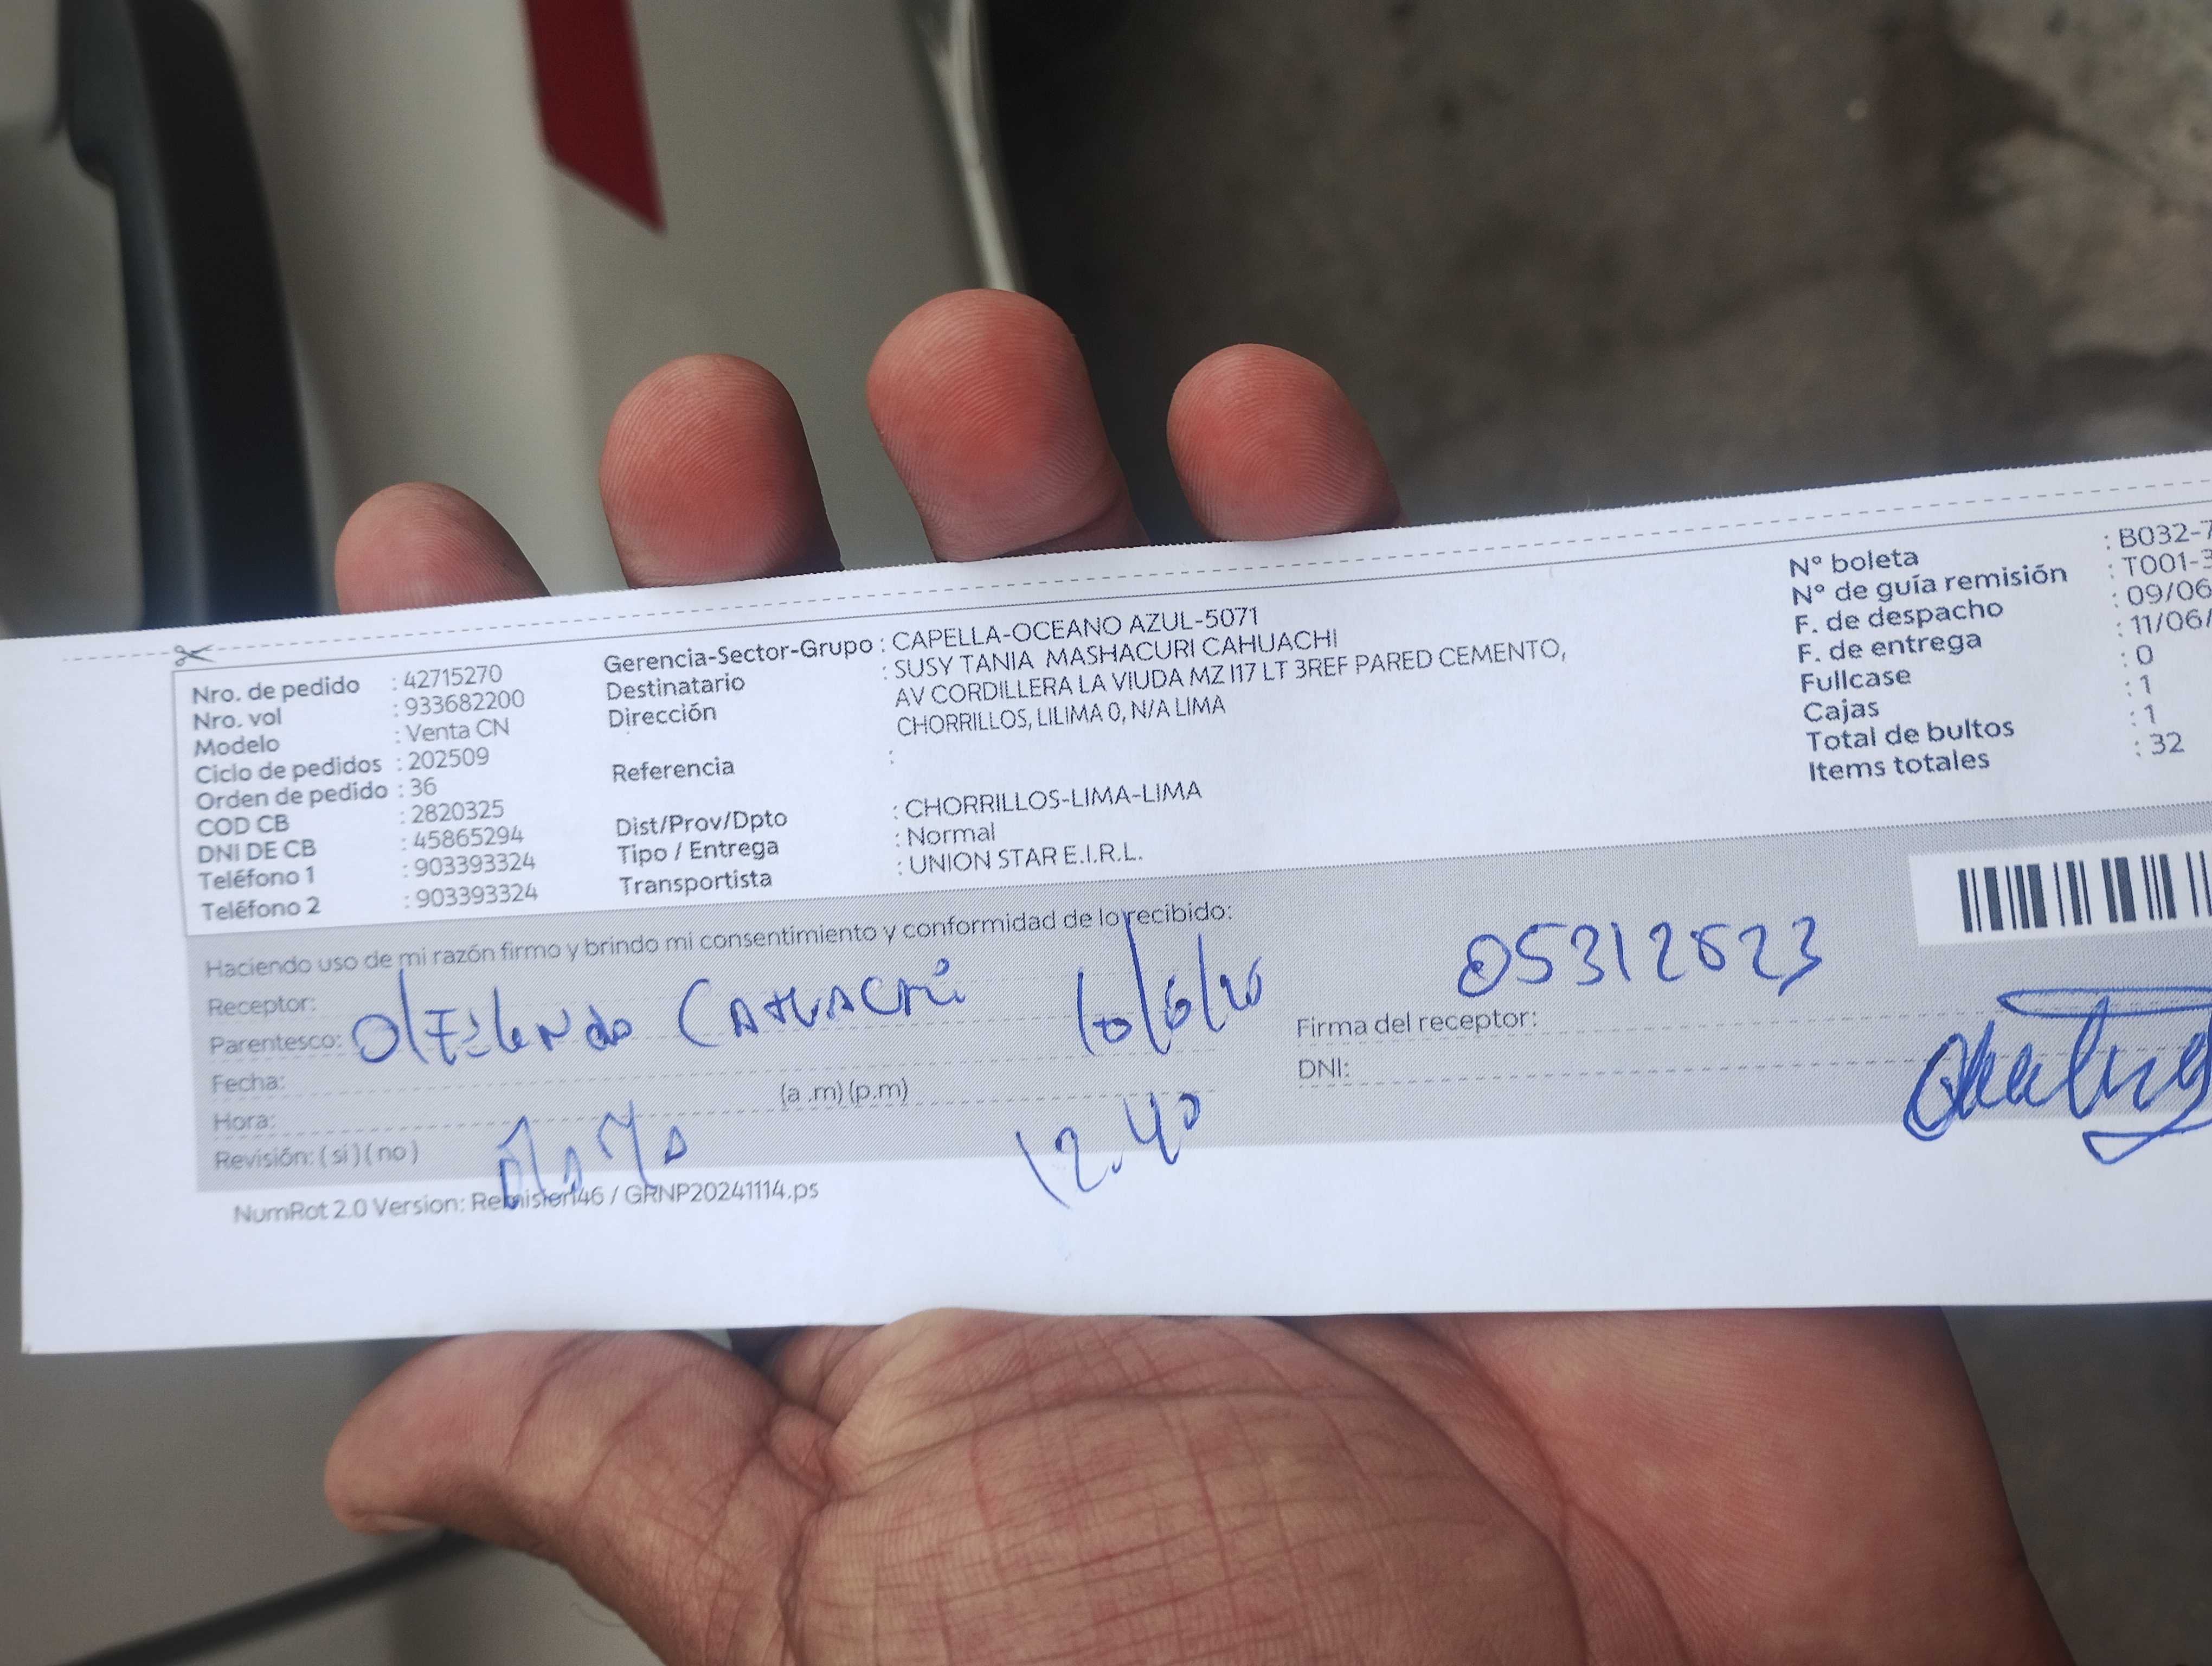 Nro. de pedido : 42715270
Nro. vol : 933682200
Modelo : Venta CN
Ciclo de pedidos : 202509
Orden de pedido : 36
COD CB : 2820325
DNI DE CB : 45865294
Teléfono 1 : 903393324
Teléfono 2 : 903393324
Gerencia-Sector-Grupo : CAPELLA-OCEANO AZUL-5071
Destinatario : SUSY TANIA MASHACURI CAHUACHI
Dirección AV CORDILLERA LA VIUDA MZ I17 LT 3REF PARED CEMENTO,
CHORRILLOS, LILIMA 0, N/A LIMA
Referencia :
Dist/Prov/Dpto : CHORRILLOS-LIMA-LIMA
Tipo / Entrega : Normal
Transportista : UNION STAR E.I.R.L.
Nº boleta : B032-7
Nº de guía remisión : T001-3
F. de despacho : 09/06
F. de entrega : 11/06/
Fullcase : 0
Cajas : 1
Total de bultos : 1
Items totales : 32
Haciendo uso de mi razón firmo y brindo mi consentimiento y conformidad de lo recibido:
Receptor:
Parentesco: CAHUACHi
Fecha:
Hora: (a .m) (p.m)
12.40
Revisión: ( si ) ( no )
Firma del receptor:
DNI:
NumRot 2.0 Version: Remision46 / GRNP20241114.ps